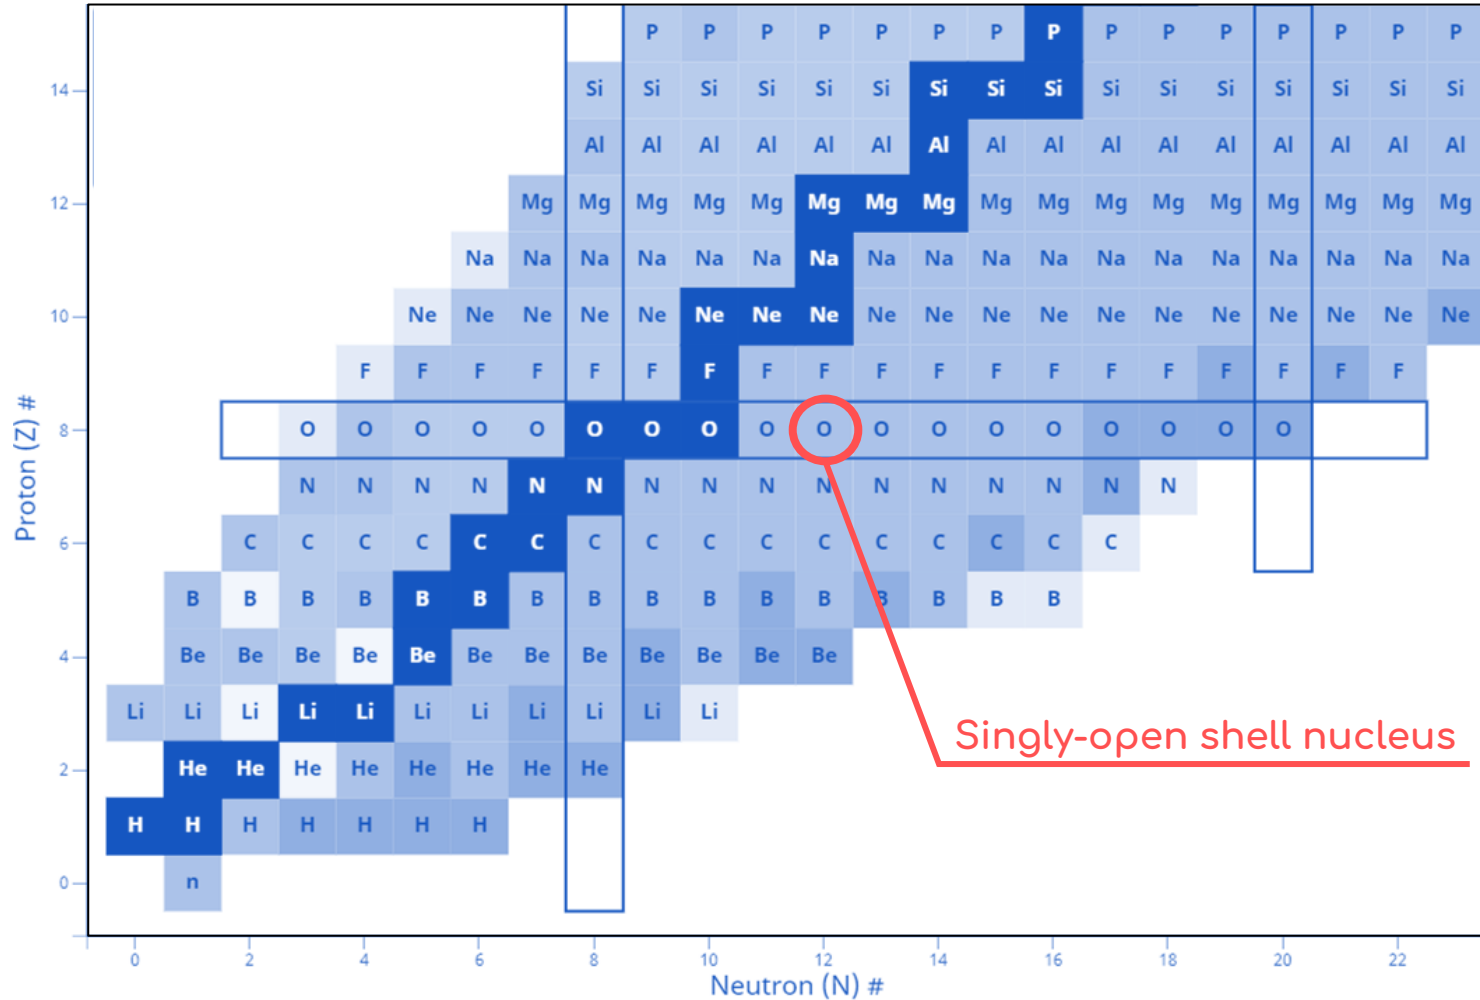 P P P P P P P P P P P P P P P
14 Si Si Si Si Si Si Si Si Si Si Si Si Si Si Si Si
Al Al Al Al Al Al Al Al Al Al Al Al Al Al Al Al
12 Mg Mg Mg Mg Mg Mg Mg Mg Mg Mg Mg Mg Mg Mg Mg Mg Mg
Na Na Na Na Na Na Na Na Na Na Na Na Na Na Na Na Na Na
10 Ne Ne Ne Ne Ne Ne Ne Ne Ne Ne Ne Ne Ne Ne Ne Ne Ne Ne Ne
F F F F F F F F F F F F F F F F F F F
8 O O O O O O O O O O O O O O O O O O
N N N N N N N N N N N N N N N N
6 C C C C C C C C C C C C C C C C
B B B B B B B B B B B B B B B B
4 Be Be Be Be Be Be Be Be Be Be Be Be
Li Li Li Li Li Li Li Li Li Li Li
Singly-open shell nucleus
2 He He He He He He He He
H H H H H H H
0 n
Proton (Z) #
0 2 4 6 8 10 12 14 16 18 20 22
Neutron (N) #